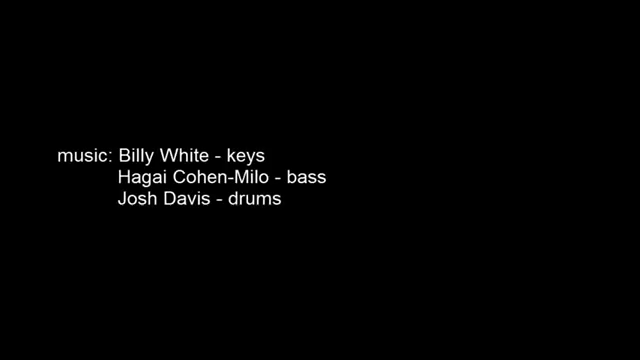 music: Billy White - keys
Hagai Cohen-Milo - bass
Josh Davis - drums